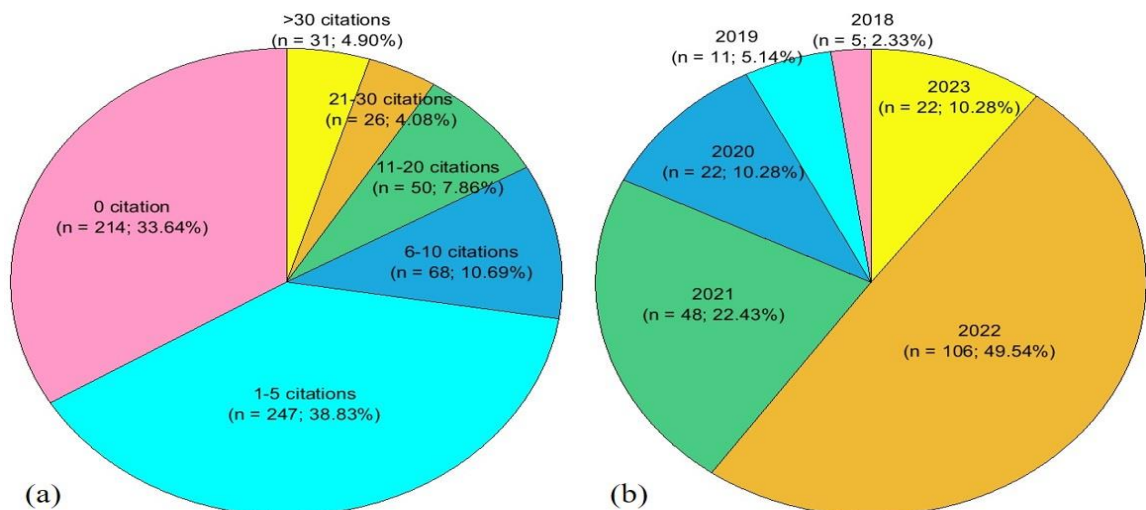 >30 citations
(n = 31; 4.90%)
21-30 citations
(n = 26; 4.08%)
11-20 citations
(n = 50; 7.86%)
6-10 citations
(n = 68; 10.69%)
1-5 citations
(n = 247; 38.83%)
0 citation
(n = 214; 33.64%)
(a)
2018
(n = 5; 2.33%)
2019
(n = 11; 5.14%)
2023
(n = 22; 10.28%)
2020
(n = 22; 10.28%)
2021
(n = 48; 22.43%)
2022
(n = 106; 49.54%)
(b)